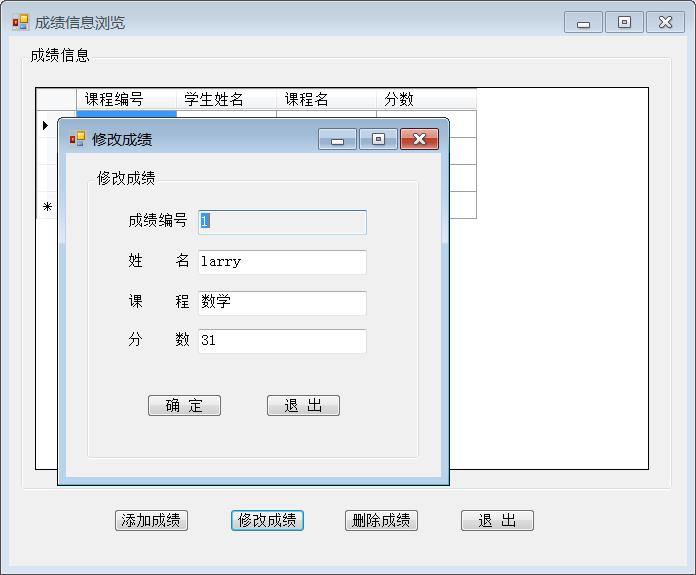 成绩信息浏览
成绩信息
课程编号 学生姓名 课程名 分数
修改成绩
修改成绩
成绩编号 1
姓 名 larry
课 程 数学
分 数 31
确 定 退 出
添加成绩 修改成绩 删除成绩 退 出